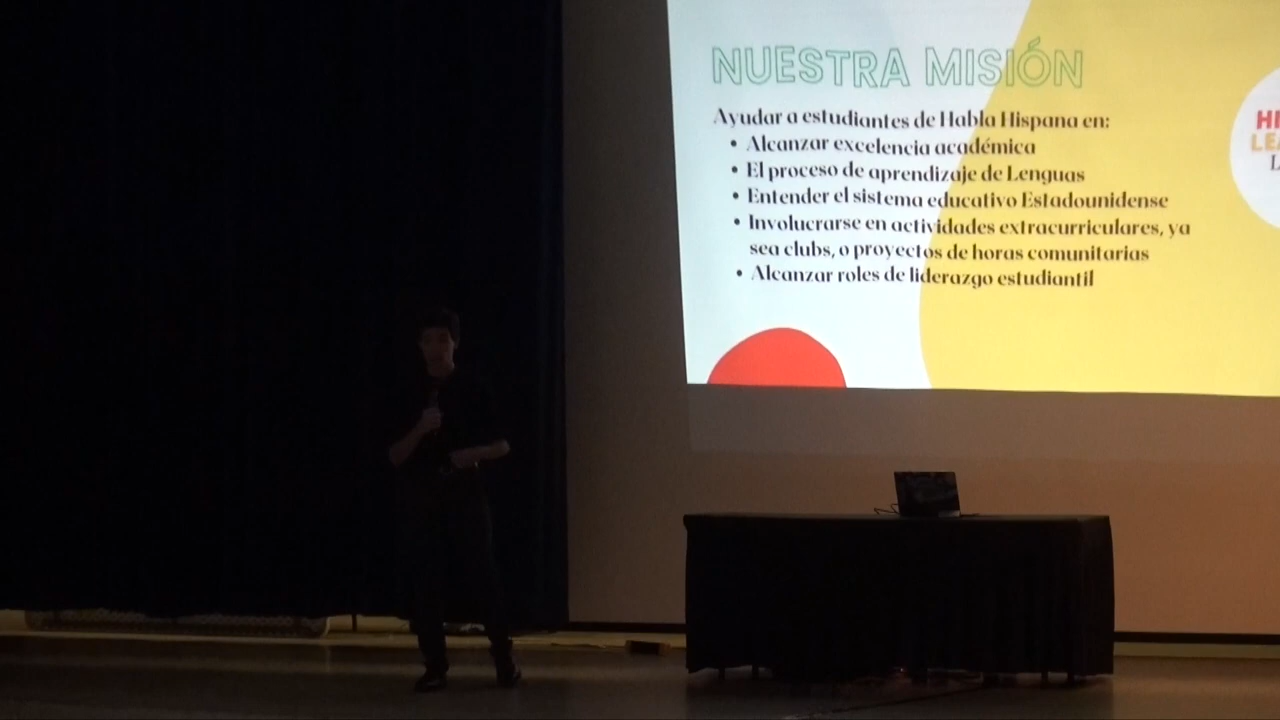 NUESTRA MISIÓN
Ayudar a estudiantes de Habla Hispana en:
• Alcanzar excelencia académica
• El proceso de aprendizaje de Lenguas
• Entender el sistema educativo Estadounidense
• Involucrarse en actividades extracurriculares, ya
sea clubs, o proyectos de horas comunitarias
• Alcanzar roles de liderazgo estudiantil